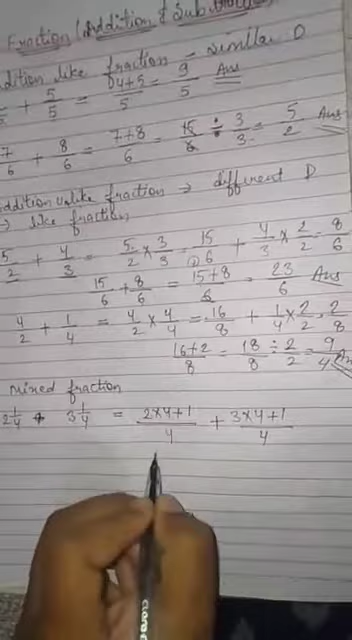 Fraction (Addition & Subtraction)
Addition like fraction → similar D
+ 5/5 = 4+5/5 = 9/5 Ans
7/6 + 8/6 = 7+8/6 = 15/6 ÷ 3/3 = 5/2 Ans
Addition unlike fraction → different D
→ like fraction
5/2 + 4/3 = 5/2 × 3/3 = 15/6 + 4/3 × 2/2 = 8/6
15/6 + 8/6 = 15+8/6 = 23/6 Ans
4/2 + 1/4 = 4/2 × 4/4 = 16/8 + 1/4 × 2/2 = 2/8
16+2/8 = 18/8 ÷ 2/2 = 9/4 Ans
mixed fraction
2 1/4 + 3 1/4 = 2×4+1/4 + 3×4+1/4